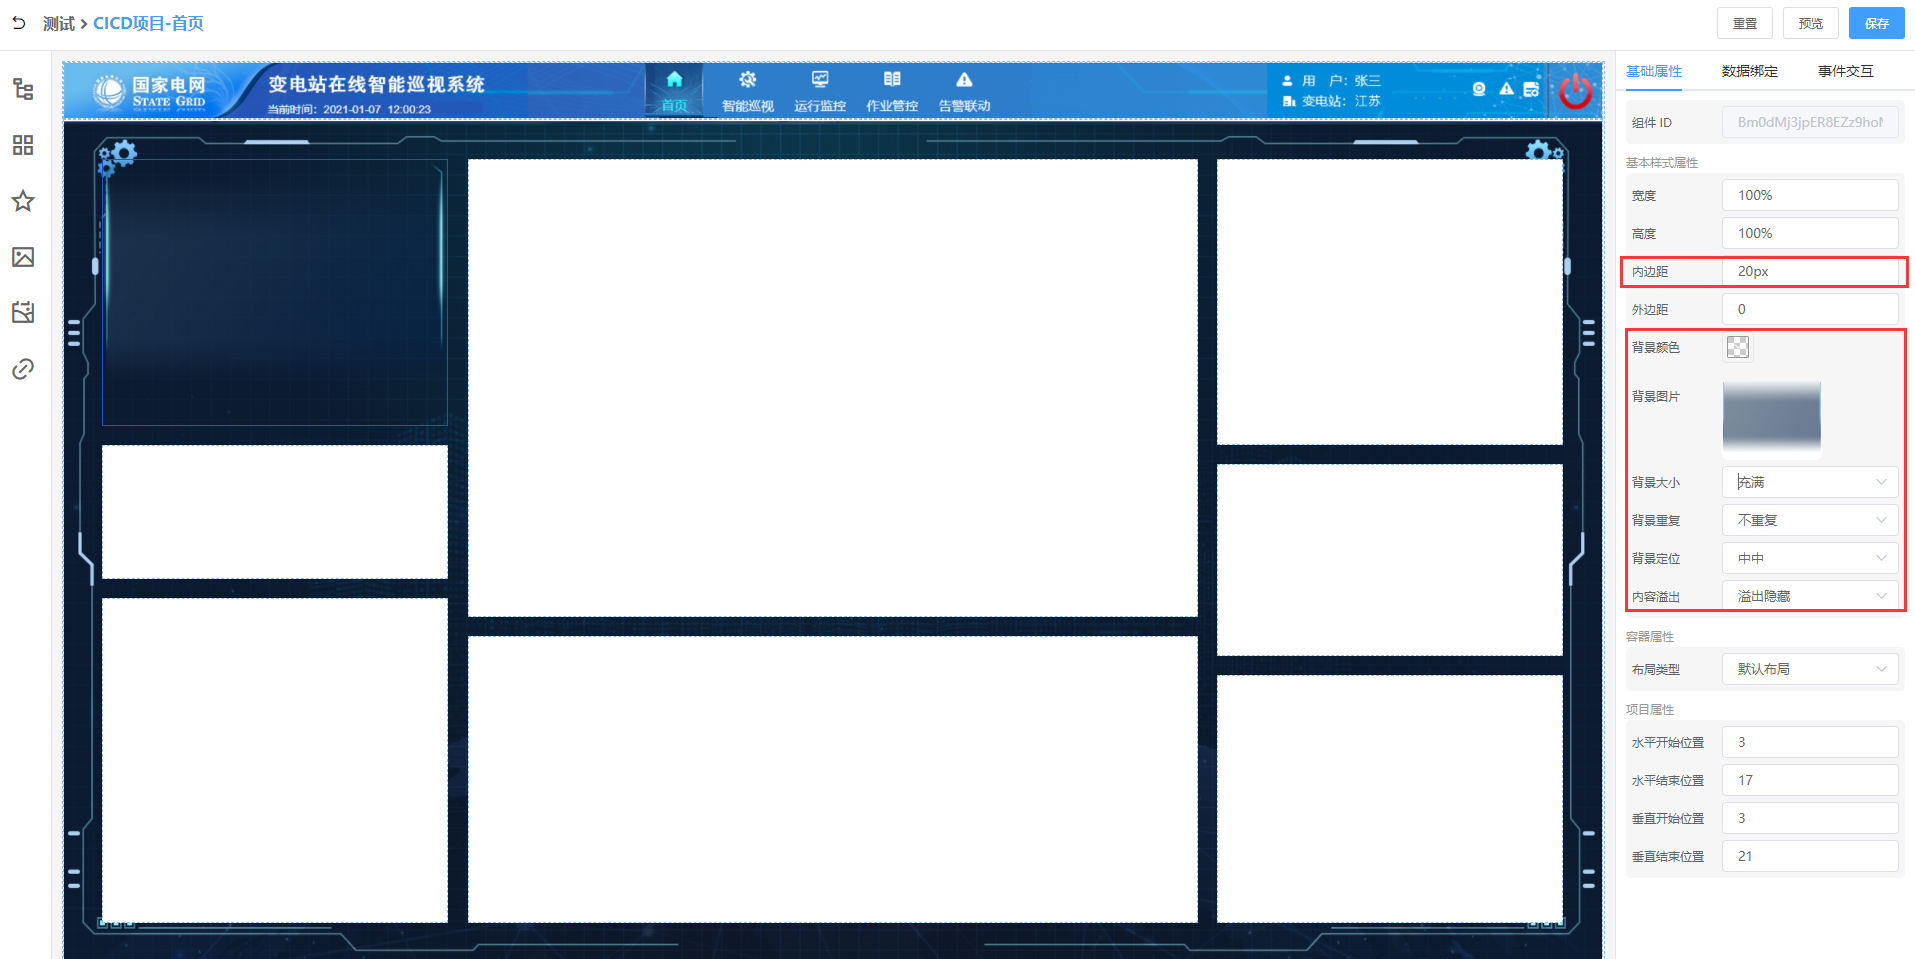 测试 > CICD项目-首页
重置
预览
保存
国家电网
STATE GRID
变电站在线智能巡视系统
当前时间：2021-01-07 12:00:23
首页
智能巡视
运行监控
作业管控
告警联动
用 户：张三
变电站：江苏
基础属性
数据绑定
事件交互
组件 ID
Bm0dMj3jpER8EZz9hol
基本样式属性
宽度
100%
高度
100%
内边距
20px
外边距
0
背景颜色
背景图片
背景大小
充满
背景重复
不重复
背景定位
中中
内容溢出
溢出隐藏
容器属性
布局类型
默认布局
项目属性
水平开始位置
3
水平结束位置
17
垂直开始位置
3
垂直结束位置
21